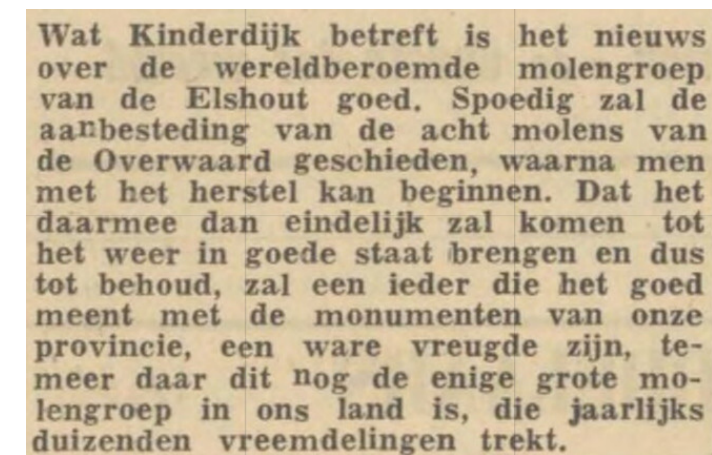 Wat Kinderdijk betreft is het nieuws
over de wereldberoemde molengroep
van de Elshout goed. Spoedig zal de
aanbesteding van de acht molens van
de Overwaard geschieden, waarna men
met het herstel kan beginnen. Dat het
daarmee dan eindelijk zal komen tot
het weer in goede staat brengen en dus
tot behoud, zal een ieder die het goed
meent met de monumenten van onze
provincie, een ware vreugde zijn, te-
meer daar dit nog de enige grote mo-
lengroep in ons land is, die jaarlijks
duizenden vreemdelingen trekt.